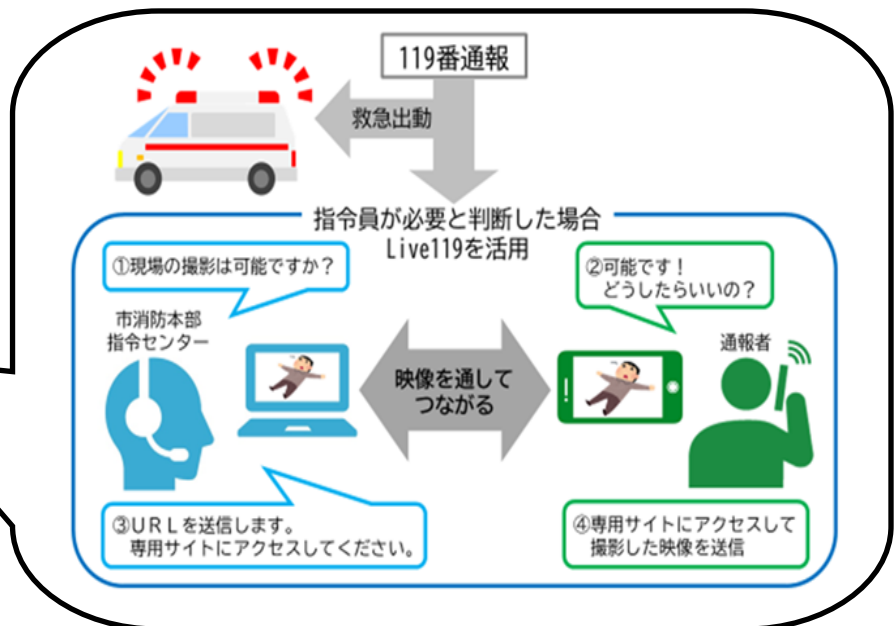 119番通報
救急出動
指令員が必要と判断した場合
Live119を活用
①現場の撮影は可能ですか？
②可能です！
どうしたらいいの？
市消防本部
指令センター
映像を通して
つながる
通報者
③ＵＲＬを送信します。
専用サイトにアクセスしてください。
④専用サイトにアクセスして
撮影した映像を送信